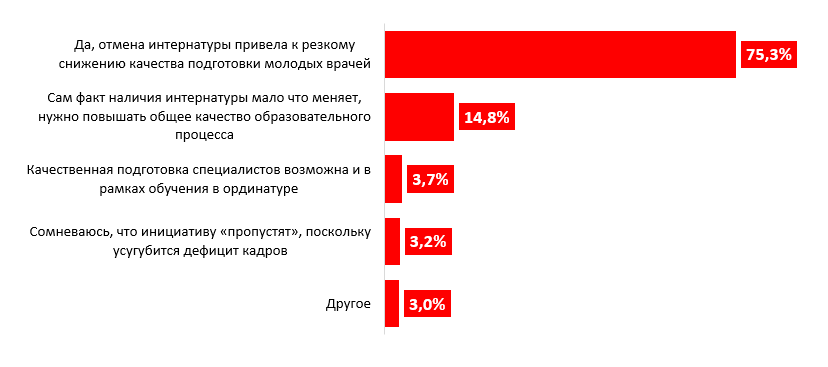 Да, отмена интернатуры привела к резкому
снижению качества подготовки молодых врачей
75,3%
Сам факт наличия интернатуры мало что меняет,
нужно повышать общее качество образовательного
процесса
14,8%
Качественная подготовка специалистов возможна и в
рамках обучения в ординатуре
3,7%
Сомневаюсь, что инициативу «пропустят», поскольку
усугубится дефицит кадров
3,2%
Другое
3,0%